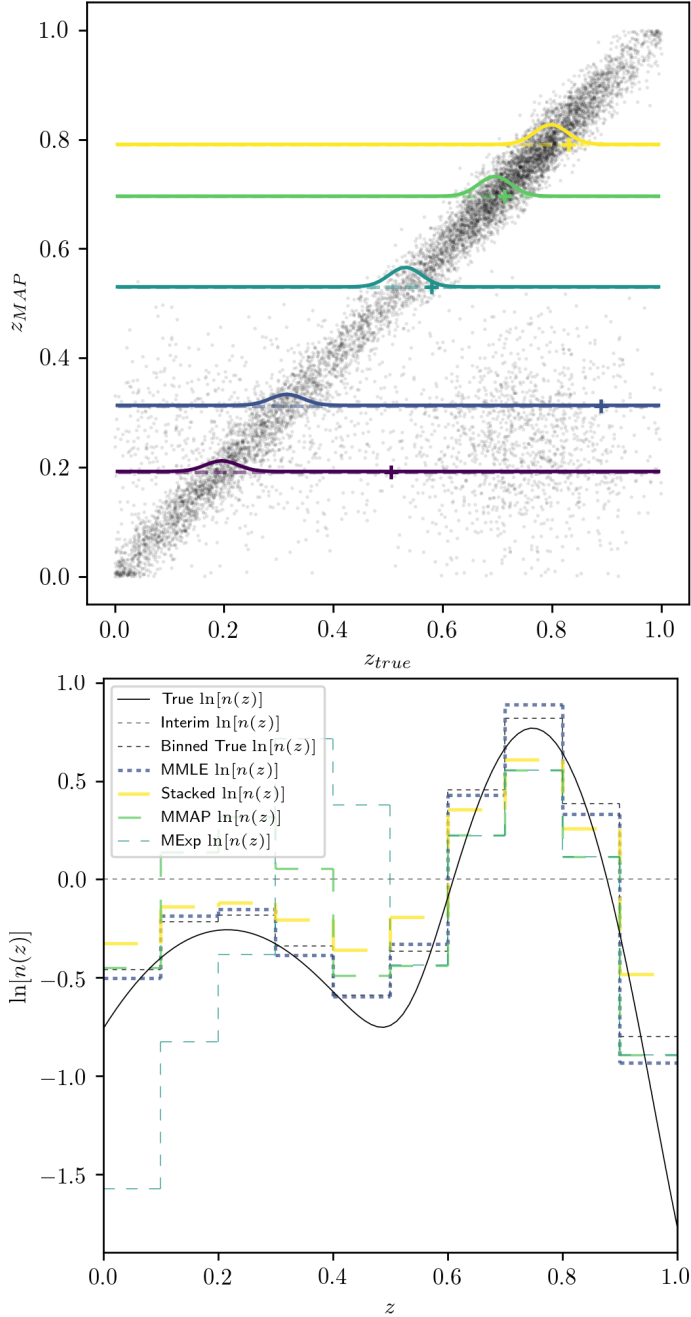 1.0
0.8
0.6
0.4
0.2
0.0
z_MAP
0.0 0.2 0.4 0.6 0.8 1.0
z_true
1.0
0.5
0.0
−0.5
−1.0
−1.5
ln[n(z)]
True ln[n(z)]
Interim ln[n(z)]
Binned True ln[n(z)]
MMLE ln[n(z)]
Stacked ln[n(z)]
MMAP ln[n(z)]
MExp ln[n(z)]
0.0 0.2 0.4 0.6 0.8 1.0
z